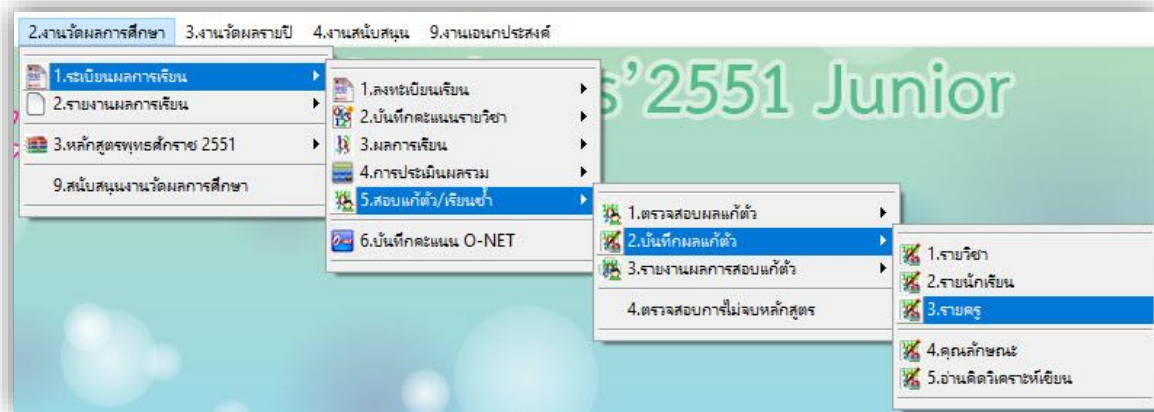 2.งานวัดผลการศึกษา 3.งานวัดผลรายปี 4.งานสนับสนุน 9.งานเอนกประสงค์
s'2551 Junior
1.ระเบียนผลการเรียน
2.รายงานผลการเรียน
3.หลักสูตรพุทธศักราช 2551
9.สนับสนุนงานวัดผลการศึกษา
1.ลงทะเบียนเรียน
2.บันทึกคะแนนรายวิชา
3.ผลการเรียน
4.การประเมินผลรวม
5.สอบแก้ตัว/เรียนซ้ำ
6.บันทึกคะแนน O-NET
1.ตรวจสอบผลแก้ตัว
2.บันทึกผลแก้ตัว
3.รายงานผลการสอบแก้ตัว
4.ตรวจสอบการไม่จบหลักสูตร
1.รายวิชา
2.รายนักเรียน
3.รายครู
4.คุณลักษณะ
5.อ่านคิดวิเคราะห์เขียน